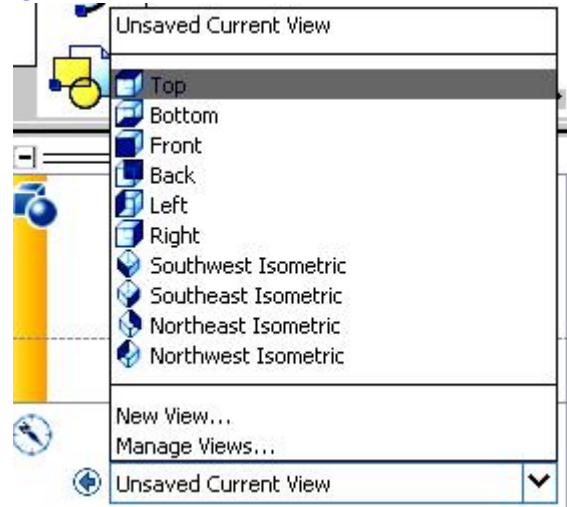 Unsaved Current View
Top
Bottom
Front
Back
Left
Right
Southwest Isometric
Southeast Isometric
Northeast Isometric
Northwest Isometric
New View...
Manage Views...
Unsaved Current View